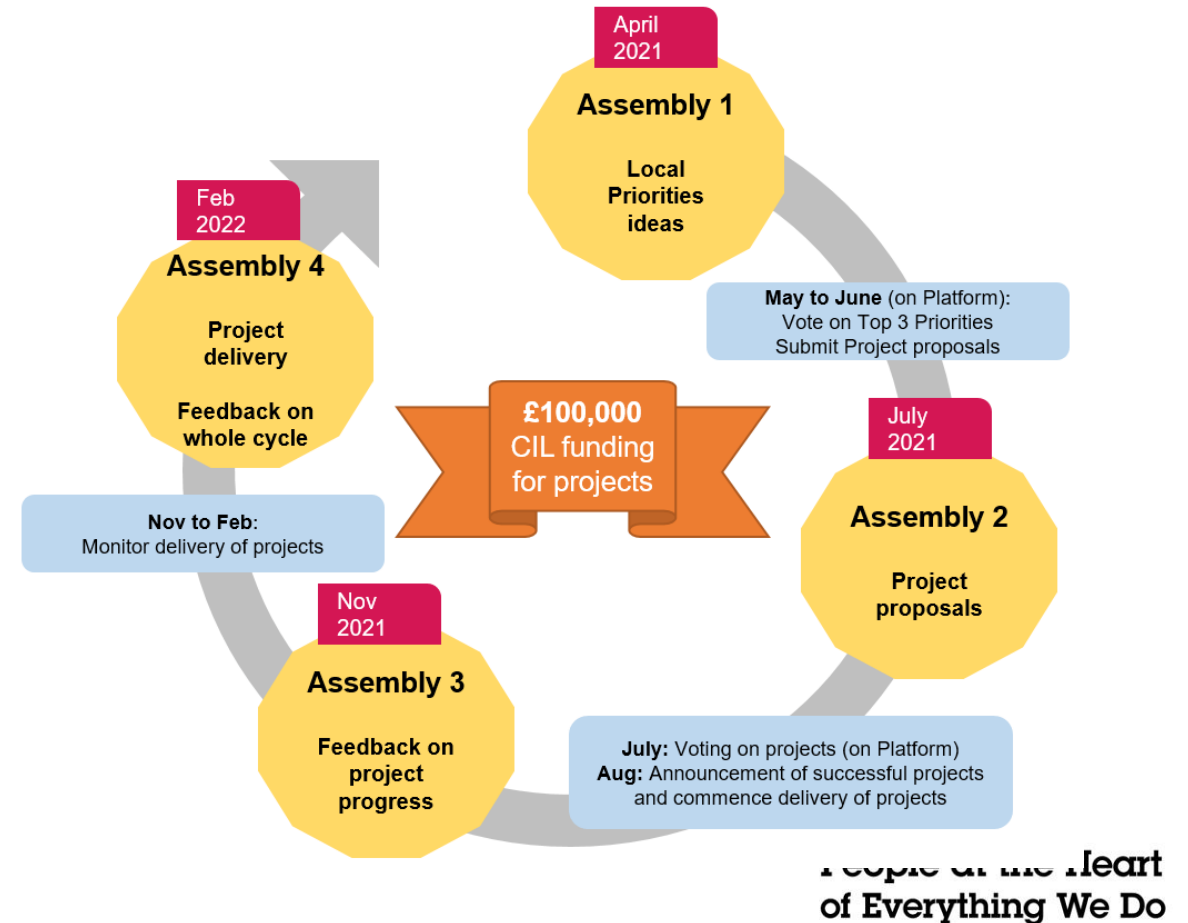 April
2021
Assembly 1
Local
Priorities
ideas
May to June (on Platform):
Vote on Top 3 Priorities
Submit Project proposals
July
2021
Assembly 2
Project
proposals
July: Voting on projects (on Platform)
Aug: Announcement of successful projects
and commence delivery of projects
Nov
2021
Assembly 3
Feedback on
project
progress
Nov to Feb:
Monitor delivery of projects
Feb
2022
Assembly 4
Project
delivery
Feedback on
whole cycle
£100,000
CIL funding
for projects
People at the Heart
of Everything We Do